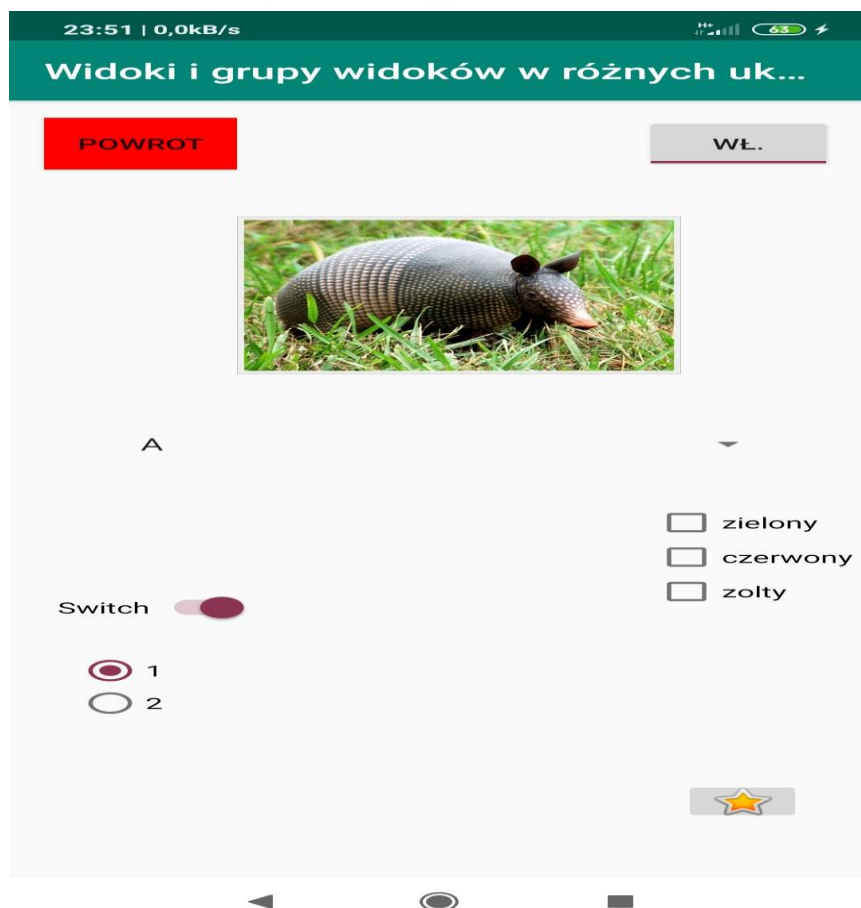 23:51 | 0,0kB/s H+ 63
Widoki i grupy widoków w różnych uk...
POWROT WŁ.
A
zielony
czerwony
zolty
Switch
1
2